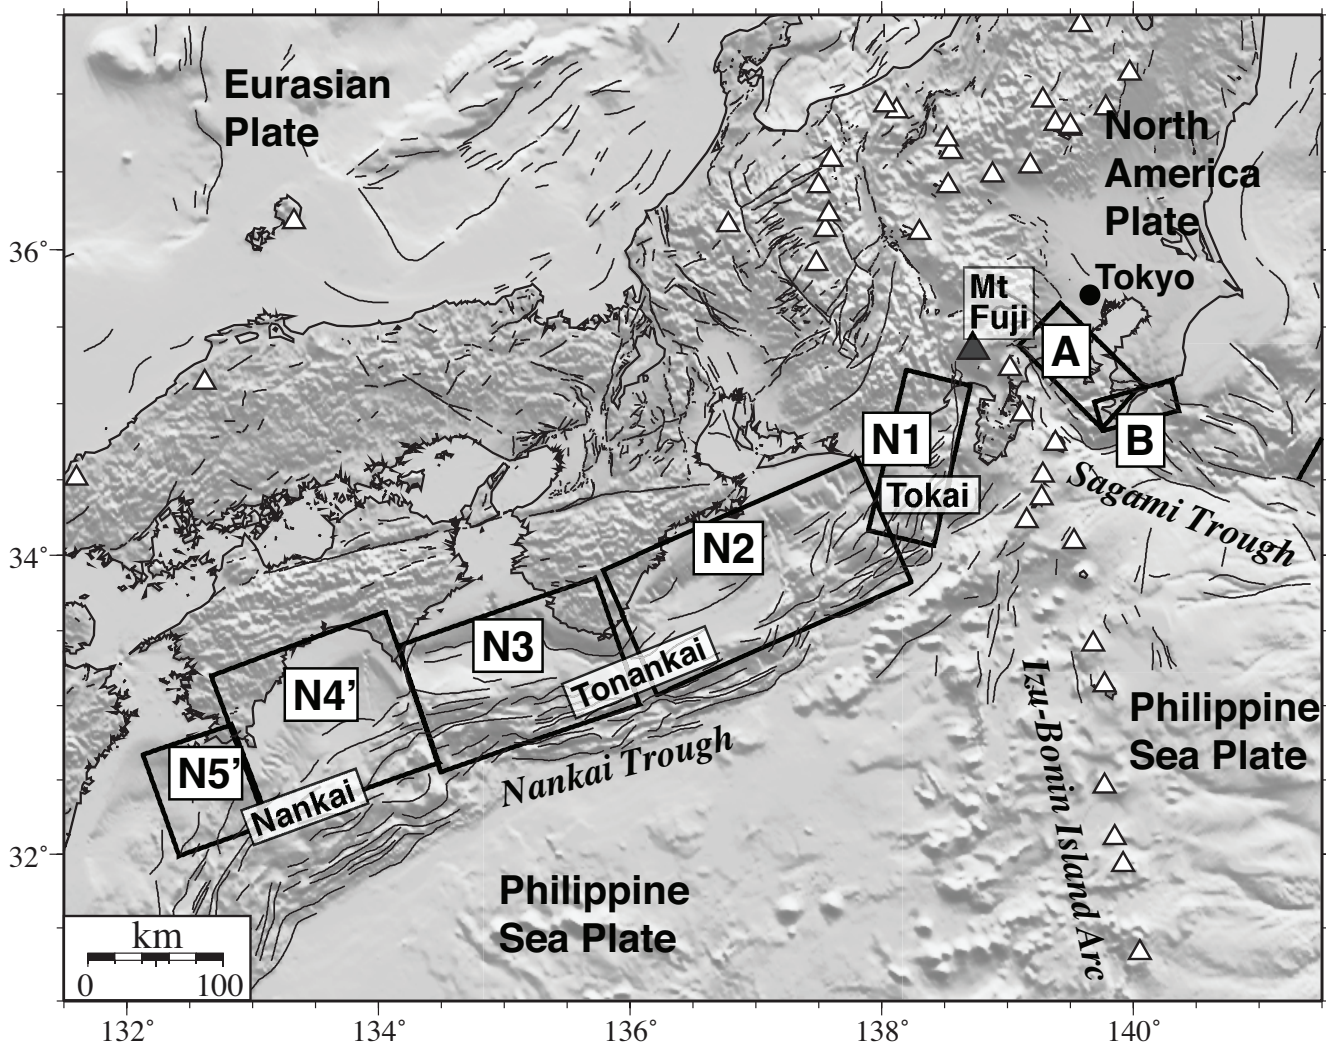 Eurasian
Plate
North
America
Plate
36°
Tokyo
Mt
Fuji
A
B
N1
Tokai
Sagami Trough
34°
N2
N3
Tonankai
N4’
N5’
Nankai
Nankai Trough
Izu-Bonin Island Arc
Philippine
Sea Plate
32°
Philippine
Sea Plate
km
0 100
132° 134° 136° 138° 140°